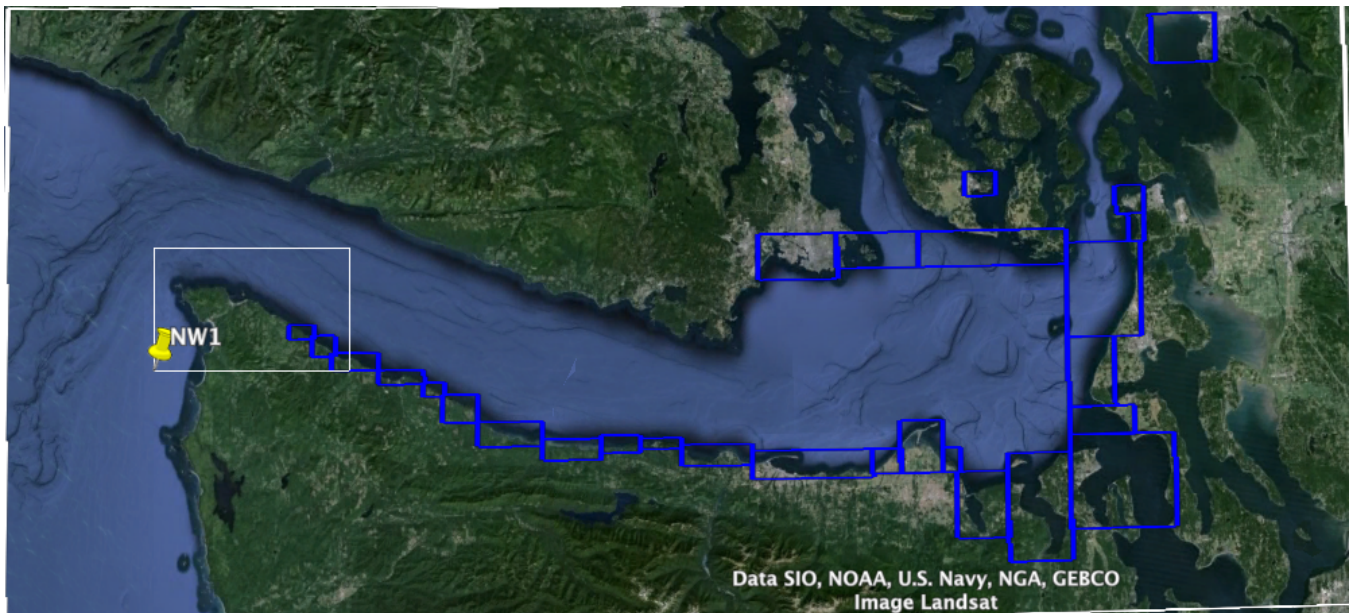 NW1
Data SIO, NOAA, U.S. Navy, NGA, GEBCO
Image Landsat